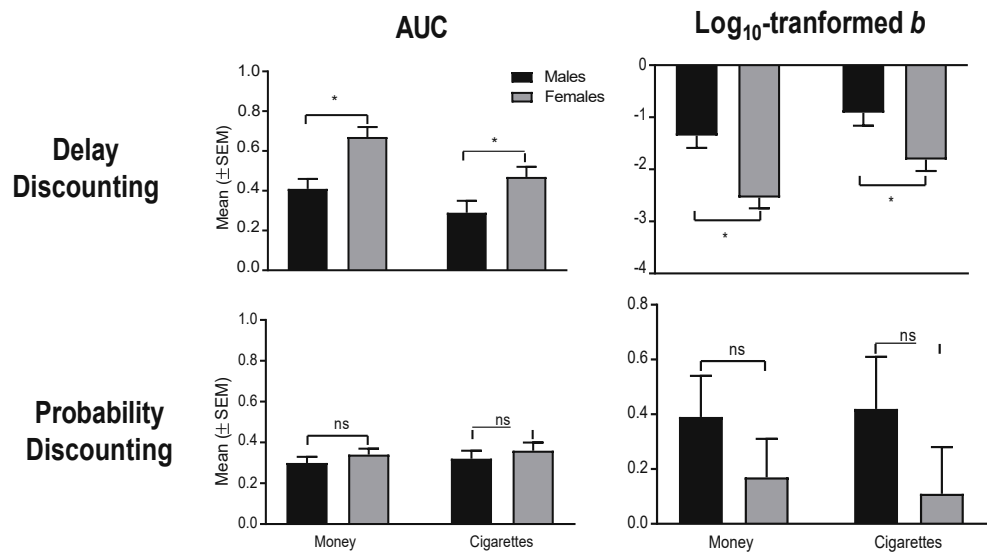 AUC
Log10-tranformed b
Delay
Discounting
Mean (±SEM)
1.0
0.8
0.6
0.4
0.2
0.0
*
*
Males
Females
0
-1
-2
-3
-4
*
*
Probability
Discounting
Mean (± SEM)
1.0
0.8
0.6
0.4
0.2
0.0
ns
ns
Money
Cigarettes
0.8
0.6
0.4
0.2
0.0
ns
ns
Money
Cigarettes